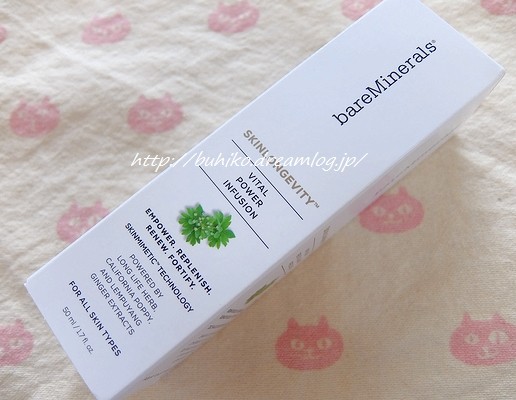 bareMinerals®
SKINLONGEVITY™
VITAL
POWER
INFUSION
EMPOWER. REPLENISH.
RENEW. FORTIFY.
SKINMIMETIC™ TECHNOLOGY
POWERED BY
LONG LIFE HERB,
CALIFORNIA POPPY,
AND LEMPUYANG
GINGER EXTRACTS
FOR ALL SKIN TYPES
50 ml / 1.7 fl. oz.
http://buhiko.dreamlog.jp/